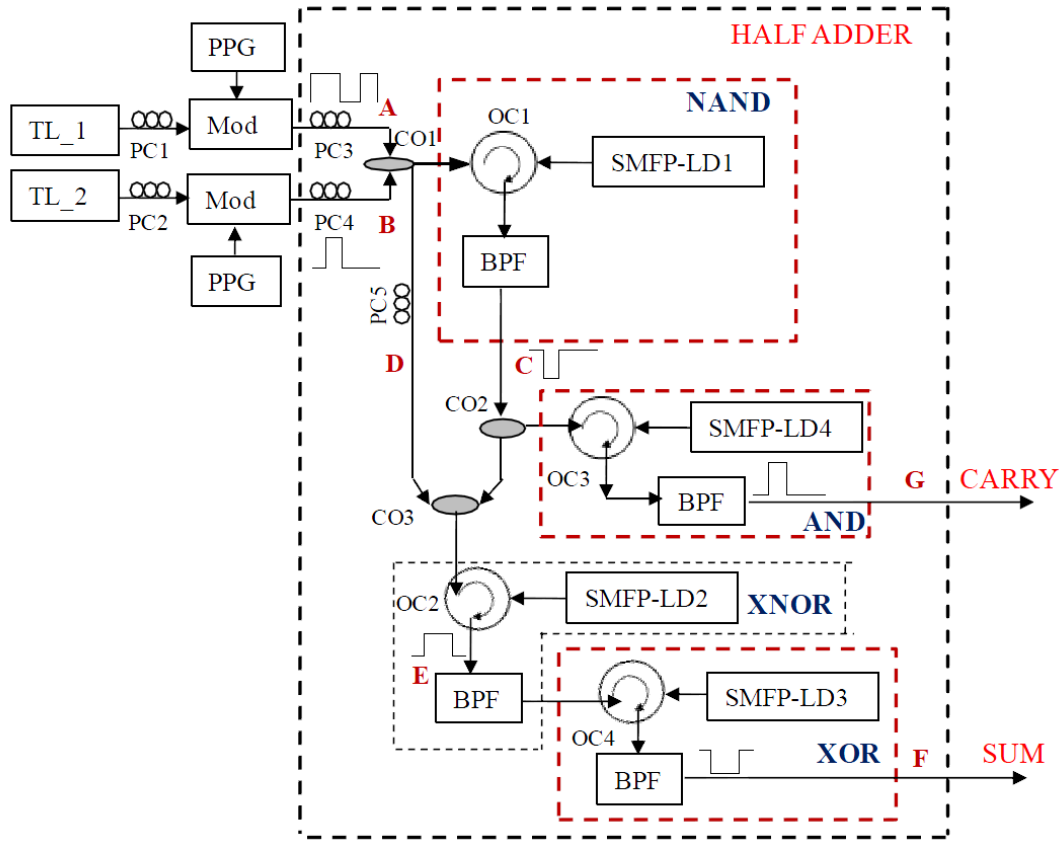 HALF ADDER
PPG
A
NAND
TL_1
PC1
Mod
PC3
CO1
OC1
SMFP-LD1
TL_2
PC2
Mod
PC4
B
PPG
BPF
PC5
D
C
CO2
SMFP-LD4
OC3
BPF
G
CARRY
AND
CO3
OC2
SMFP-LD2
XNOR
E
BPF
SMFP-LD3
OC4
BPF
XOR
F
SUM